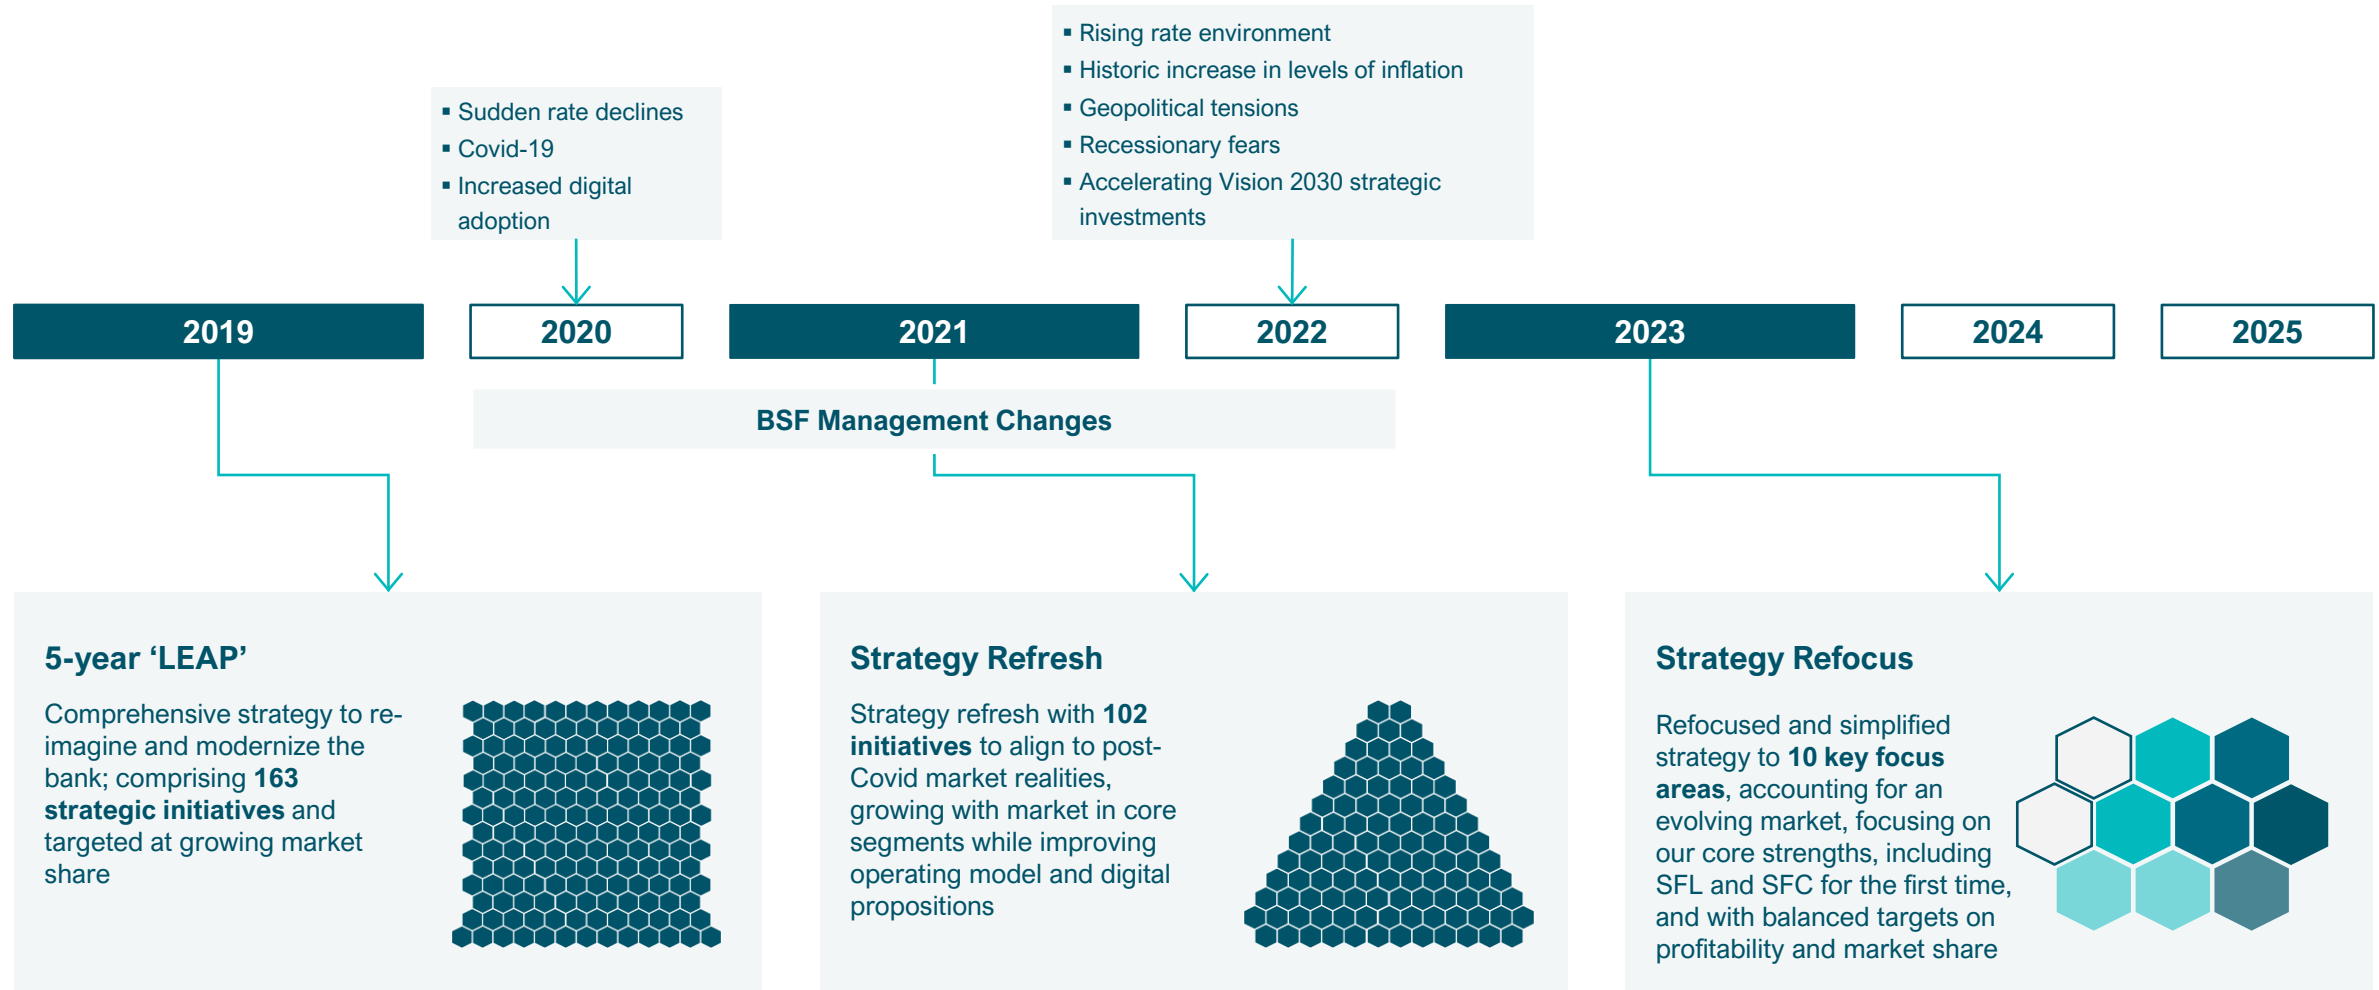 ▪ Sudden rate declines
▪ Covid-19
▪ Increased digital
adoption
▪ Rising rate environment
▪ Historic increase in levels of inflation
▪ Geopolitical tensions
▪ Recessionary fears
▪ Accelerating Vision 2030 strategic
investments
2019
2020
2021
2022
2023
2024
2025
BSF Management Changes
5-year ‘LEAP’
Comprehensive strategy to re-
imagine and modernize the
bank; comprising 163
strategic initiatives and
targeted at growing market
share
Strategy Refresh
Strategy refresh with 102
initiatives to align to post-
Covid market realities,
growing with market in core
segments while improving
operating model and digital
propositions
Strategy Refocus
Refocused and simplified
strategy to 10 key focus
areas, accounting for an
evolving market, focusing on
our core strengths, including
SFL and SFC for the first time,
and with balanced targets on
profitability and market share